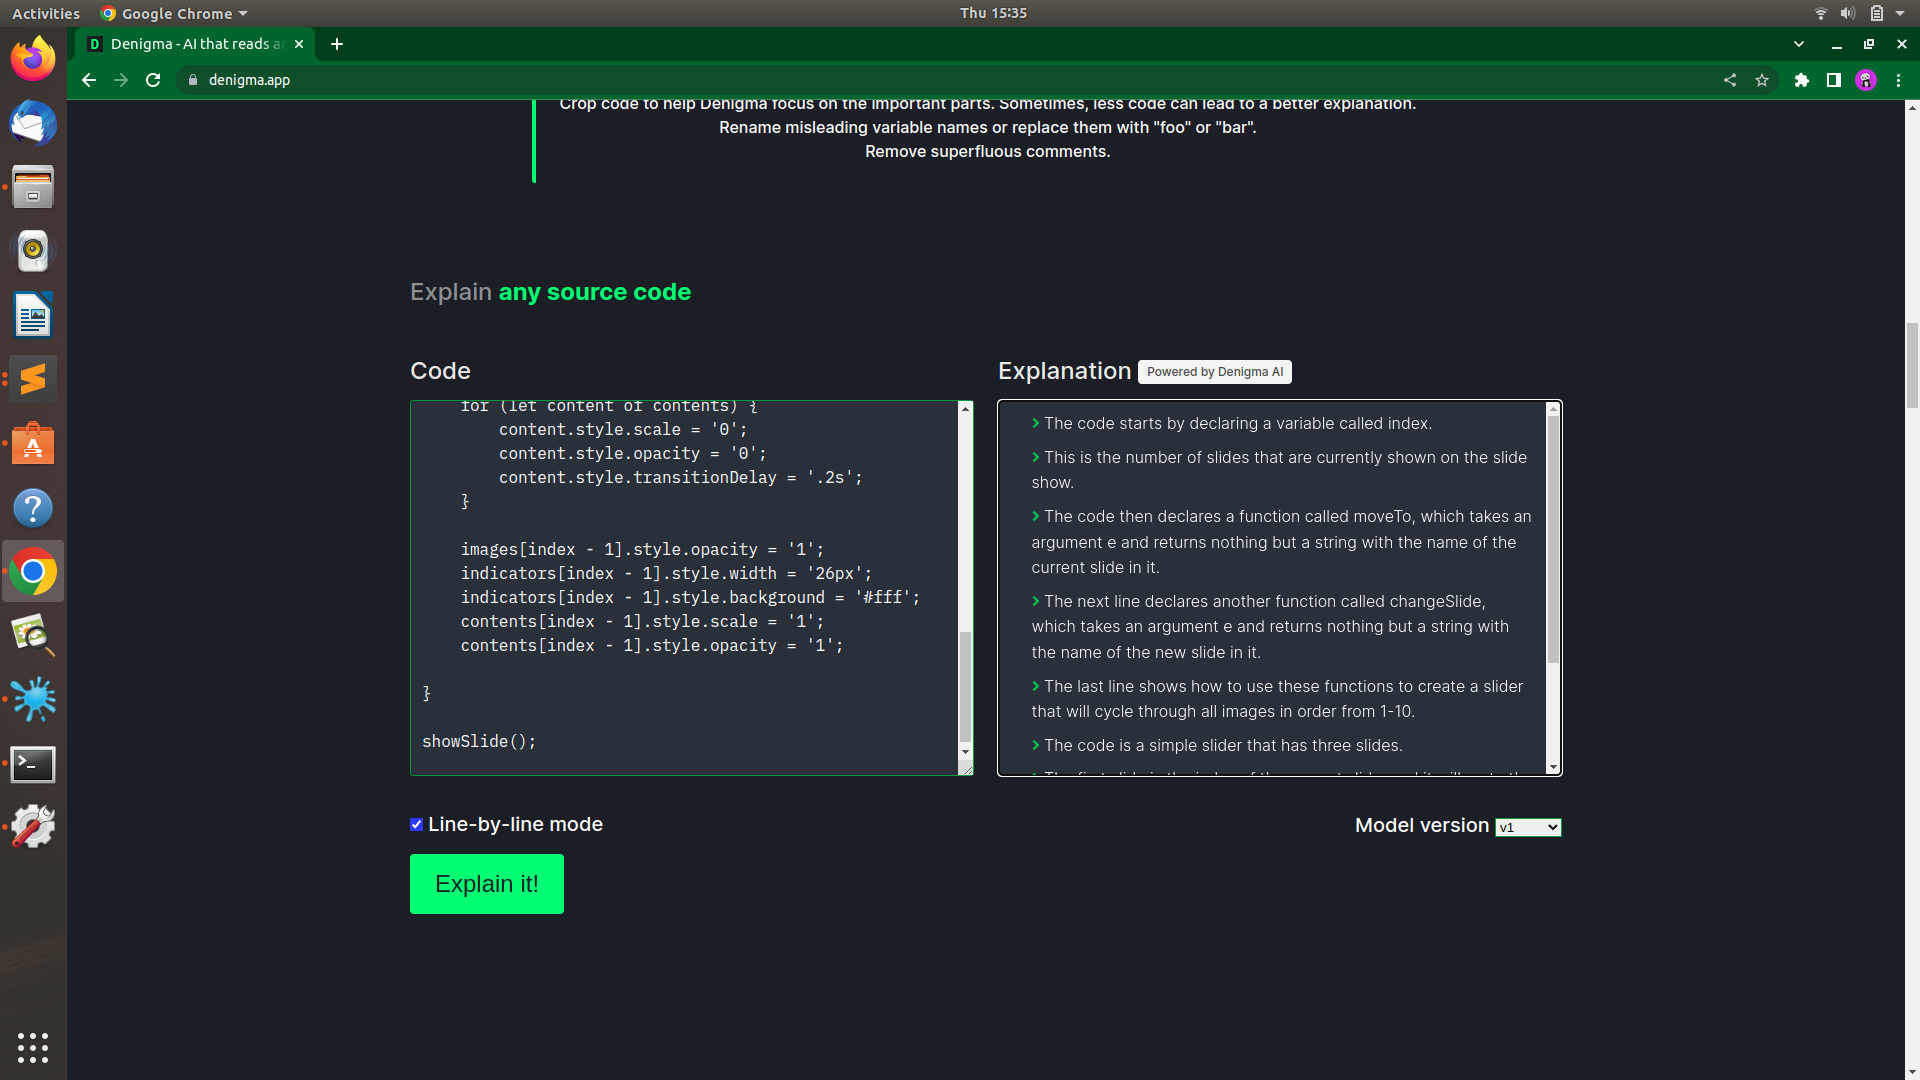 Activities
Google Chrome
Thu 15:35
D Denigma - AI that reads a
denigma.app
Crop code to help Denigma focus on the important parts. Sometimes, less code can lead to a better explanation.
Rename misleading variable names or replace them with "foo" or "bar".
Remove superfluous comments.
Explain any source code
Code
for (let content of contents) {
content.style.scale = '0';
content.style.opacity = '0';
content.style.transitionDelay = '.2s';
}
images[index - 1].style.opacity = '1';
indicators[index - 1].style.width = '26px';
indicators[index - 1].style.background = '#fff';
contents[index - 1].style.scale = '1';
contents[index - 1].style.opacity = '1';
}
showSlide();
Explanation Powered by Denigma AI
The code starts by declaring a variable called index.
This is the number of slides that are currently shown on the slide
show.
The code then declares a function called moveTo, which takes an
argument e and returns nothing but a string with the name of the
current slide in it.
The next line declares another function called changeSlide,
which takes an argument e and returns nothing but a string with
the name of the new slide in it.
The last line shows how to use these functions to create a slider
that will cycle through all images in order from 1-10.
The code is a simple slider that has three slides.
Line-by-line mode
Model version v1
Explain it!